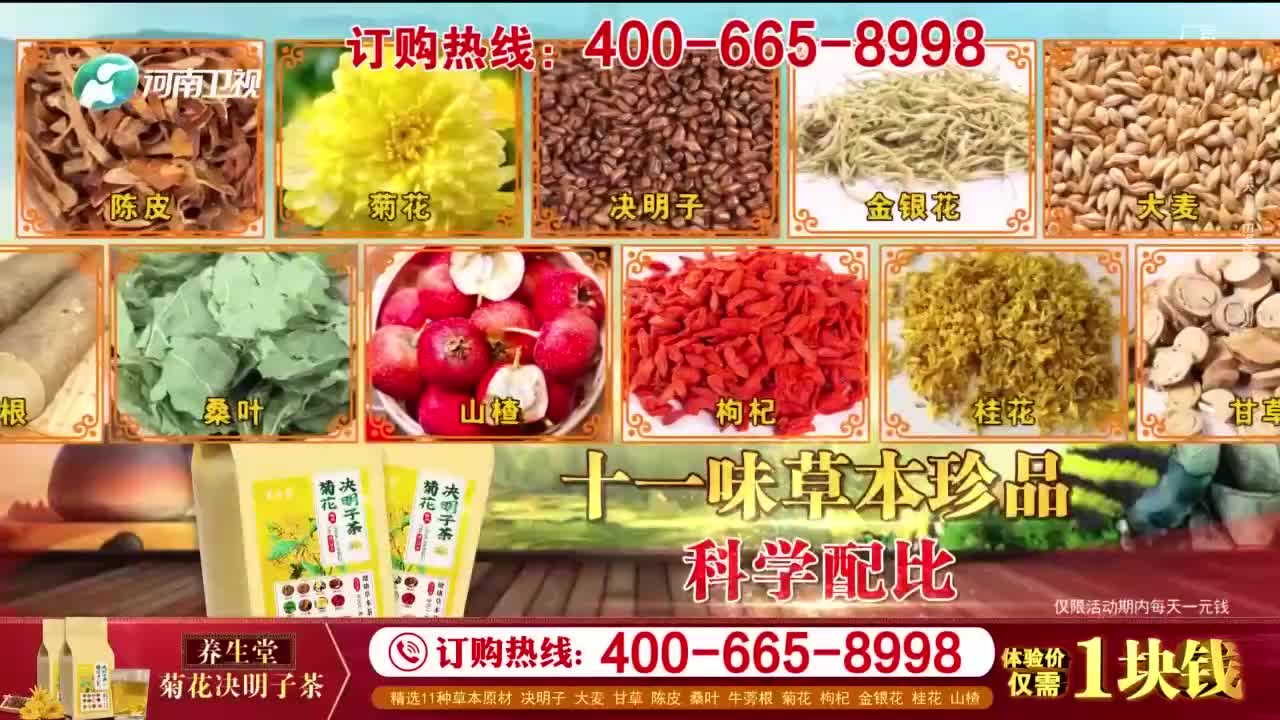 订购热线：400-665-8998
河南卫视
陈皮
菊花
决明子
金银花
大麦
根
桑叶
山楂
枸杞
桂花
甘草
菊花
决明子茶
菊花
决明子茶
十一味草本珍品
科学配比
仅限活动期内每天一元钱
养生堂
菊花决明子茶
订购热线：400-665-8998
精选11种草本原材 决明子 大麦 甘草 陈皮 桑叶 牛蒡根 菊花 枸杞 金银花 桂花 山楂
体验价
仅需
1块钱